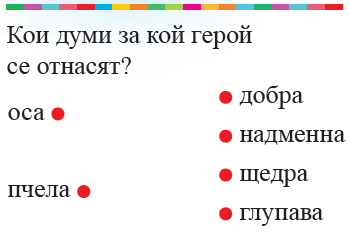 Кои думи за кой герой
се отнасят?
оса
пчела
добра
надменна
щедра
глупава